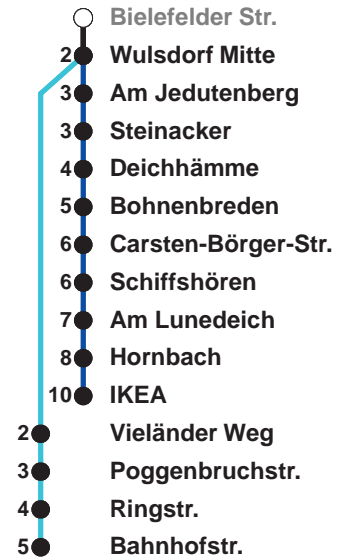 Bielefelder Str.
2 Wulsdorf Mitte
3 Am Jedutenberg
3 Steinacker
4 Deichhämme
5 Bohnenbreden
6 Carsten-Börger-Str.
6 Schiffshören
7 Am Lunedeich
8 Hornbach
10 IKEA
2 Vieländer Weg
3 Poggenbruchstr.
4 Ringstr.
5 Bahnhofstr.